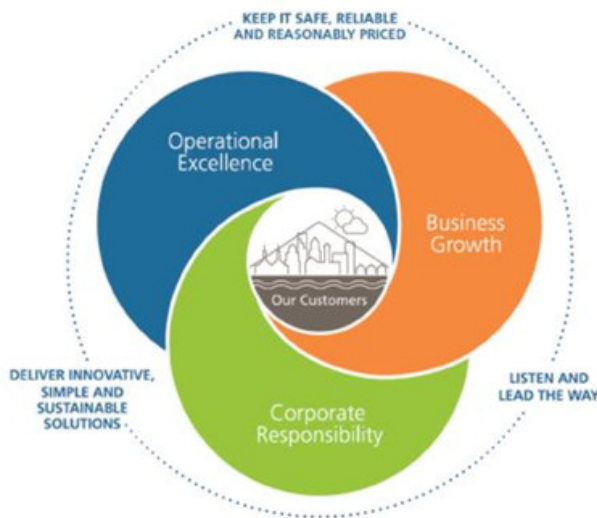 KEEP IT SAFE, RELIABLE
AND REASONABLY PRICED
Operational
Excellence
Business
Growth
Our Customers
DELIVER INNOVATIVE,
SIMPLE AND
SUSTAINABLE
SOLUTIONS
LISTEN AND
LEAD THE WAY
Corporate
Responsibility